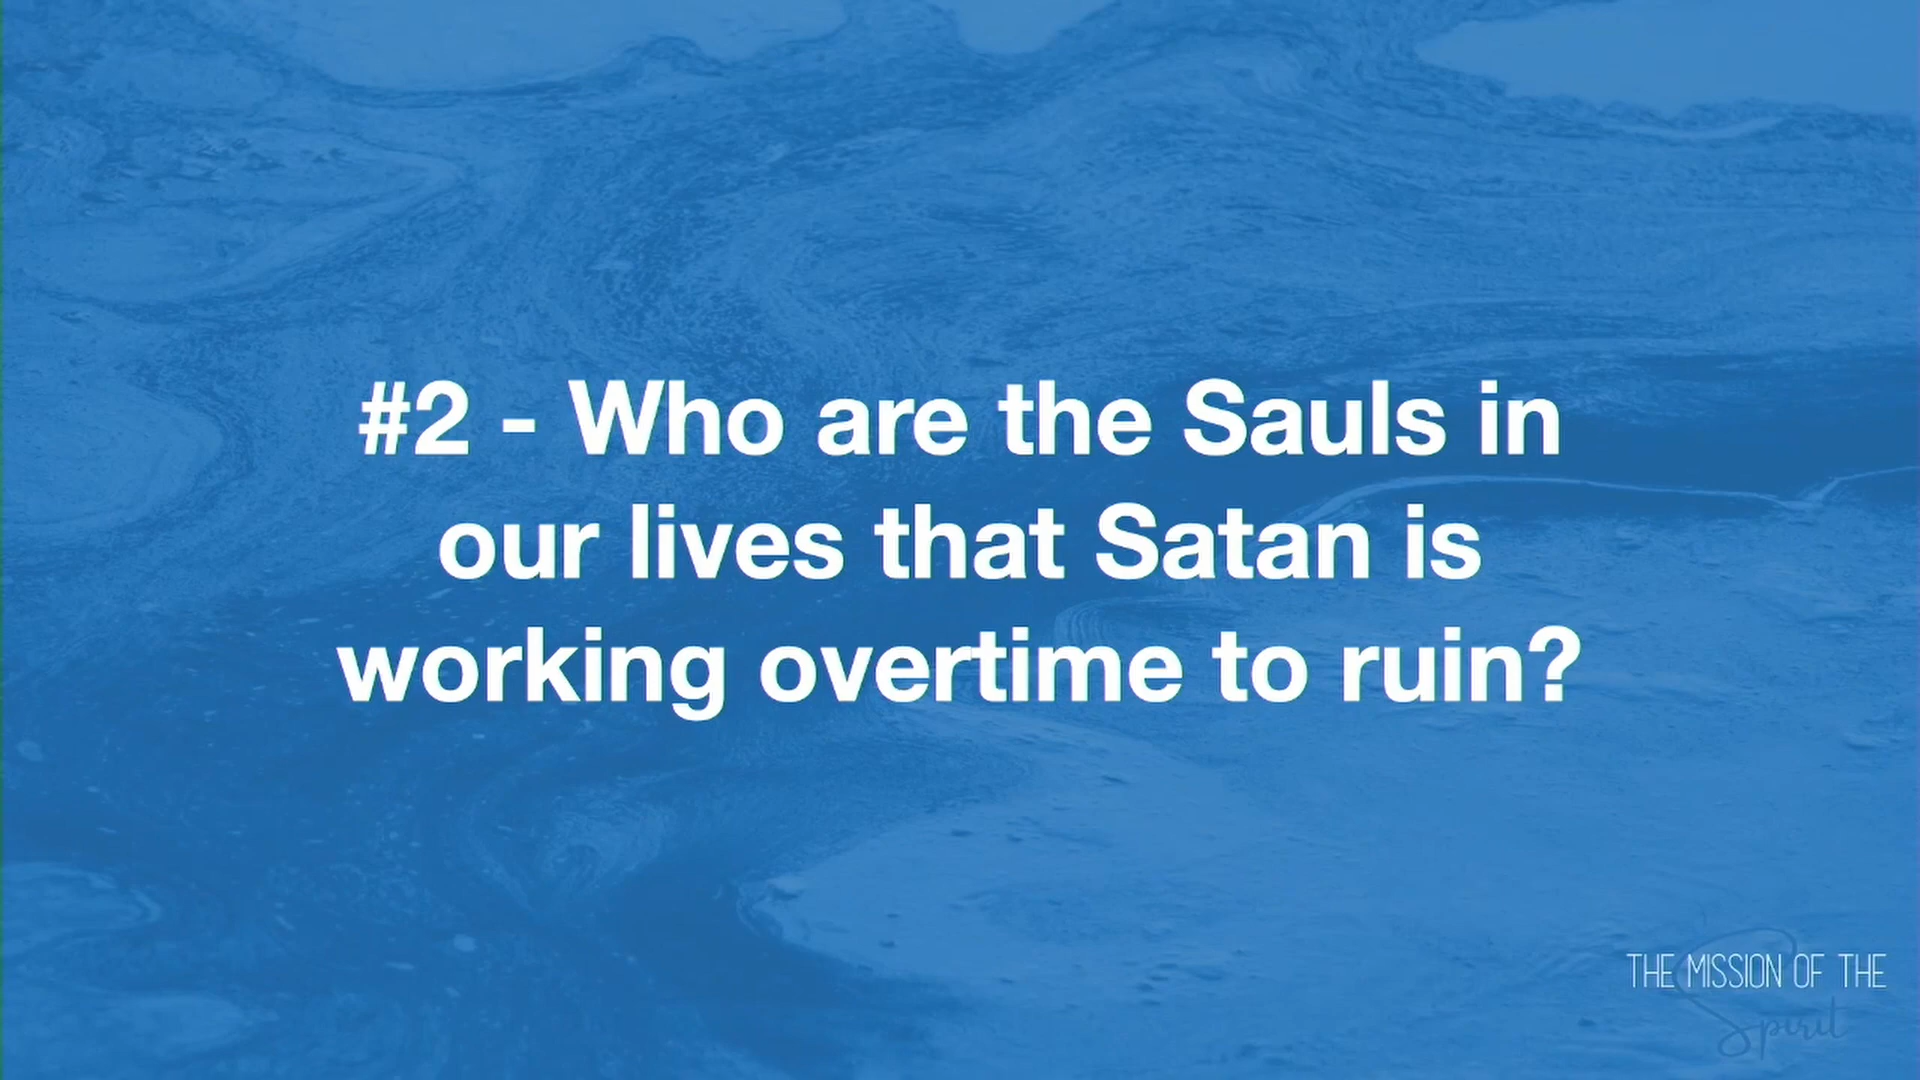 #2 - Who are the Sauls in
our lives that Satan is
working overtime to ruin?
THE MISSION OF THE
Spirit